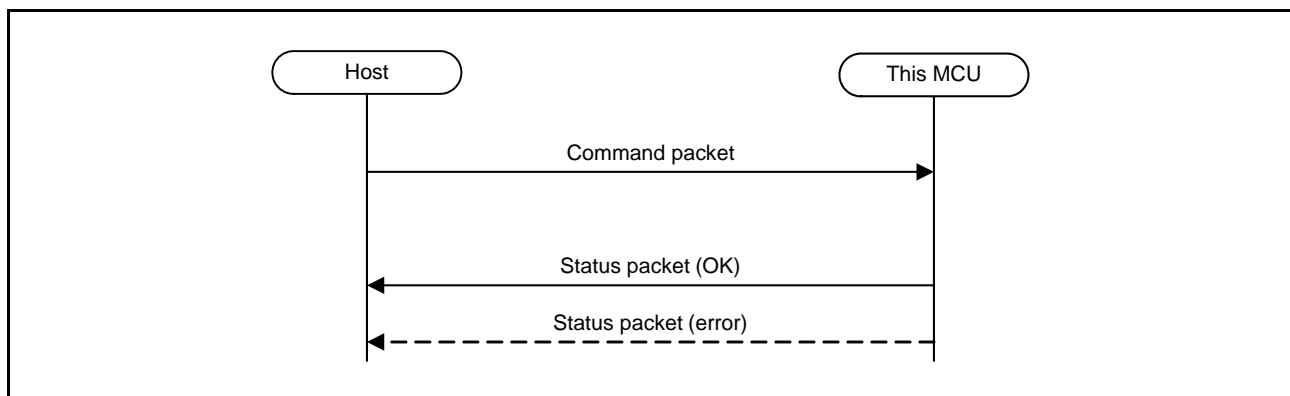 Host
This MCU
Command packet
Status packet (OK)
Status packet (error)